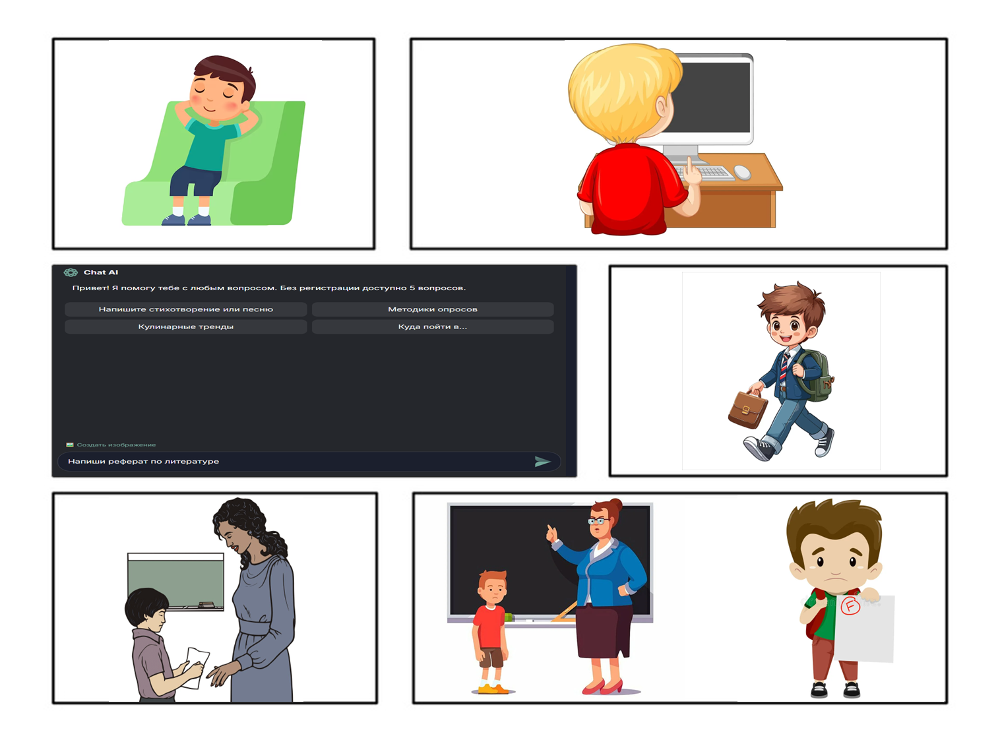 Chat AI
Привет! Я помогу тебе с любым вопросом. Без регистрации доступно 5 вопросов.
Напишите стихотворение или песню
Методики опросов
Кулинарные тренды
Куда пойти в...
Создать изображение
Напиши реферат по литературе
F